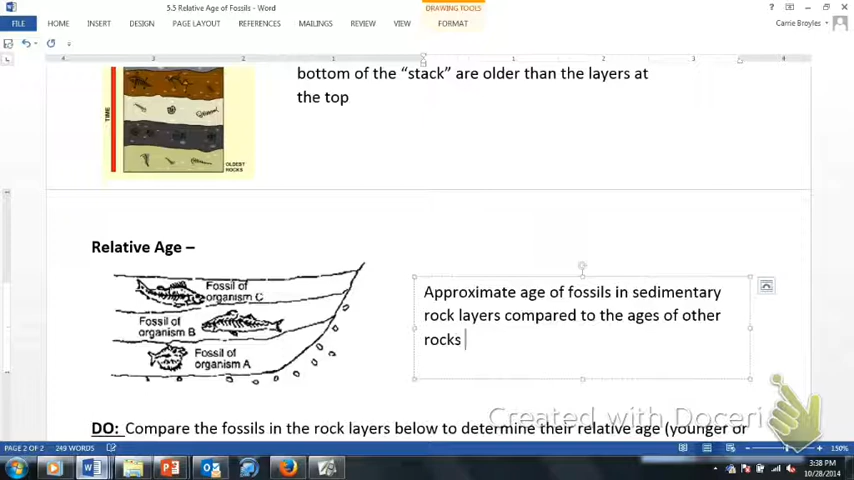 5.5 Relative Age of Fossils - Word
DRAWING TOOLS
FILE HOME INSERT DESIGN PAGE LAYOUT REFERENCES MAILINGS REVIEW VIEW FORMAT
Carrie Broyles
bottom of the “stack” are older than the layers at
the top
TIME
OLDEST
ROCKS
Relative Age –
Fossil of
organism C
Fossil of
organism B
Fossil of
organism A
Approximate age of fossils in sedimentary
rock layers compared to the ages of other
rocks
Created with Doceri
DO: Compare the fossils in the rock layers below to determine their relative age (younger or
PAGE 2 OF 2 249 WORDS
150%
3:38 PM
10/28/2014